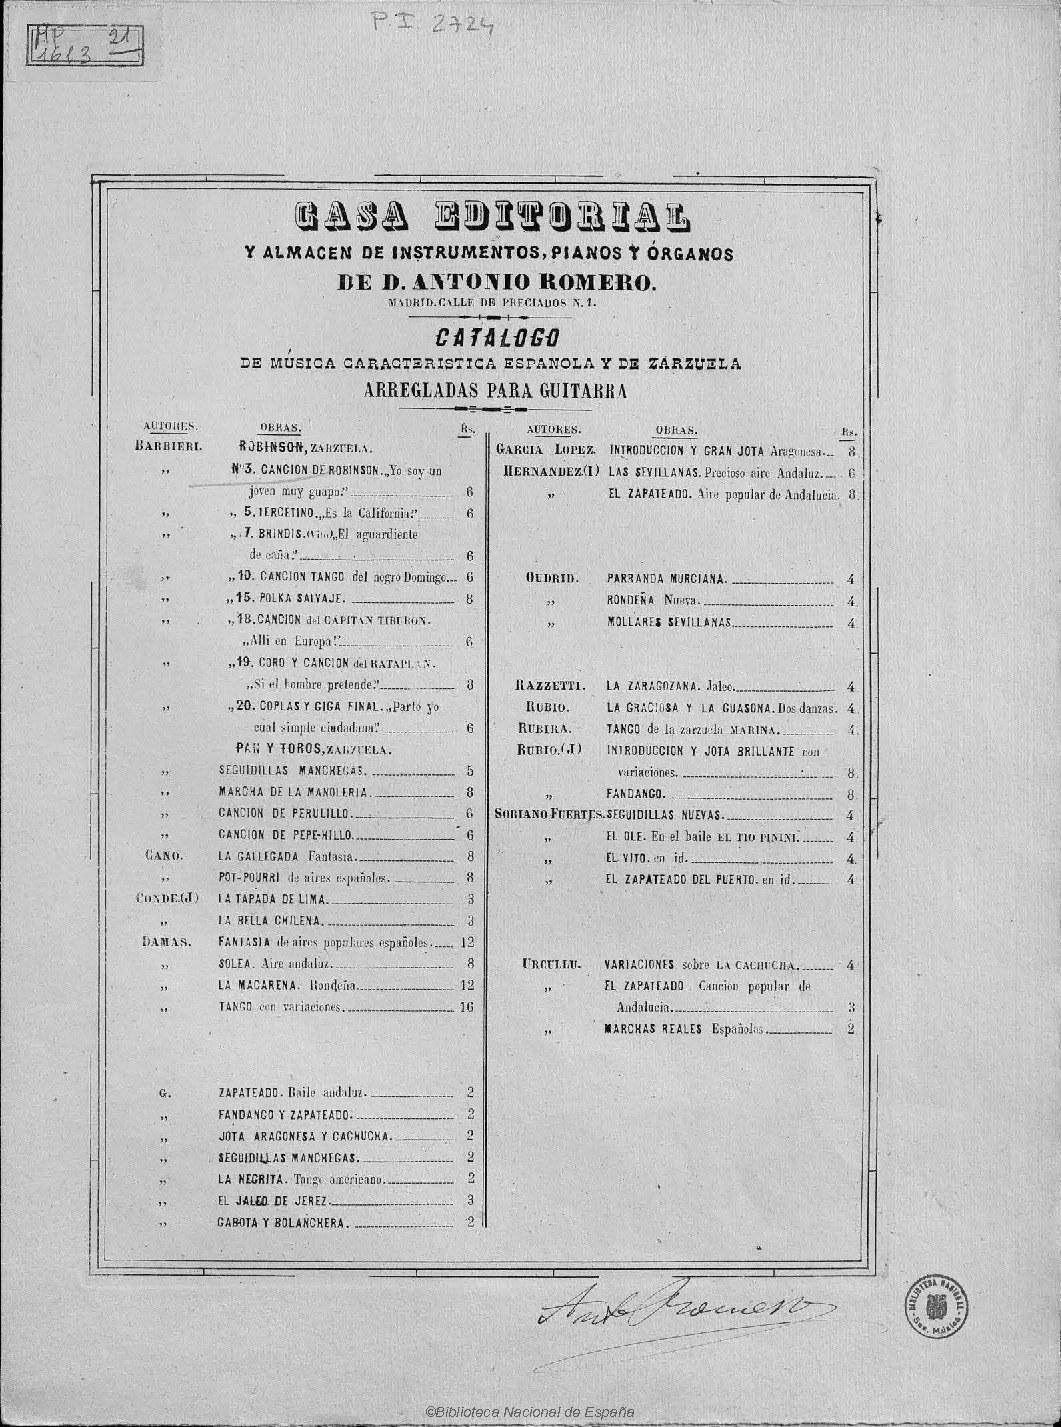 P.I 2724
MP 21
1613
CASA EDITORIAL
Y ALMACEN DE INSTRUMENTOS, PIANOS Y ÓRGANOS
DE D. ANTONIO ROMERO.
MADRID. CALLE DE PRECIADOS N. 1.
CATÁLOGO
DE MÚSICA CARACTERISTICA ESPAÑOLA Y DE ZARZUELA
ARREGLADAS PARA GUITARRA
AUTORES. OBRAS. Rs.
BARBIERI. ROBINSON, ZARZUELA.
„ Nº 3. CANCION DE ROBINSON. „Yo soy un
joven muy guapo." 6
„ „ 5. TERCETINO. „Es la California." 6
„ „ 7. BRINDIS. (Vito) „El aguardiente
de caña." 6
„ „ 10. CANCION TANGO del negro Domingo. 6
„ „ 15. POLKA SALVAJE. 8
„ „ 18. CANCION del CAPITAN TIBURON.
„Alli en Europa!" 6
„ „ 19. CORO Y CANCION del RATAPLAN.
„Si el hombre pretende." 8
„ „ 20. COPLAS Y GIGA FINAL. „Parto yo
cual simple ciudadana." 6
PAN Y TOROS, ZARZUELA.
„ SEGUIDILLAS MANCHEGAS. 5
„ MARCHA DE LA MANOLERIA. 8
„ CANCION DE PERULILLO. 6
„ CANCION DE PEPE-HILLO. 6
CANO. LA GALLEGADA Fantasia. 8
„ POT-POURRI de aires españoles. 8
CONDE. (J) LA TAPADA DE LIMA. 3
„ LA BELLA CHILENA. 3
DAMAS. FANTASIA de aires populares españoles. 12
„ SOLEA. Aire andaluz. 8
„ LA MACARENA. Rondeña. 12
„ TANGO con variaciones. 16
G. ZAPATEADO. Baile andaluz. 2
„ FANDANGO Y ZAPATEADO. 2
„ JOTA ARAGONESA Y CACHUCHA. 2
„ SEGUIDILLAS MANCHEGAS. 2
„ LA NEGRITA. Tango americano. 2
„ EL JALEO DE JEREZ. 3
„ GABOTA Y BOLANCHERA. 2
AUTORES. OBRAS. Rs.
GARCIA LOPEZ. INTRODUCCION Y GRAN JOTA Aragonesa. 8
HERNANDEZ. (I) LAS SEVILLANAS. Precioso aire Andaluz. 6
„ EL ZAPATEADO. Aire popular de Andalucia. 8
OUDRID. PARRANDA MURCIANA. 4
„ RONDEÑA Nueva. 4
„ MOLLARES SEVILLANAS 4
RAZZETTI. LA ZARAGOZANA. Jaleo. 4
RUBIO. LA GRACIOSA Y LA GUASONA. Dos danzas. 4
RUBIRA. TANGO de la zarzuela MARINA. 4
RUBIO. (J) INTRODUCCION Y JOTA BRILLANTE con
variaciones. 8
„ FANDANGO. 8
SORIANO FUERTES. SEGUIDILLAS NUEVAS. 4
„ EL OLE. En el baile EL TIO PININI. 4
„ EL VITO. en id. 4
„ EL ZAPATEADO DEL PUERTO. en id. 4
URCULLU. VARIACIONES sobre LA CACHUCHA. 4
„ EL ZAPATEADO. Cancion popular de
Andalucia. 3
„ MARCHAS REALES Españolas 2
Ant Romero
BIBLIOTECA NACIONAL
Sec. Música
©Biblioteca Nacional de España